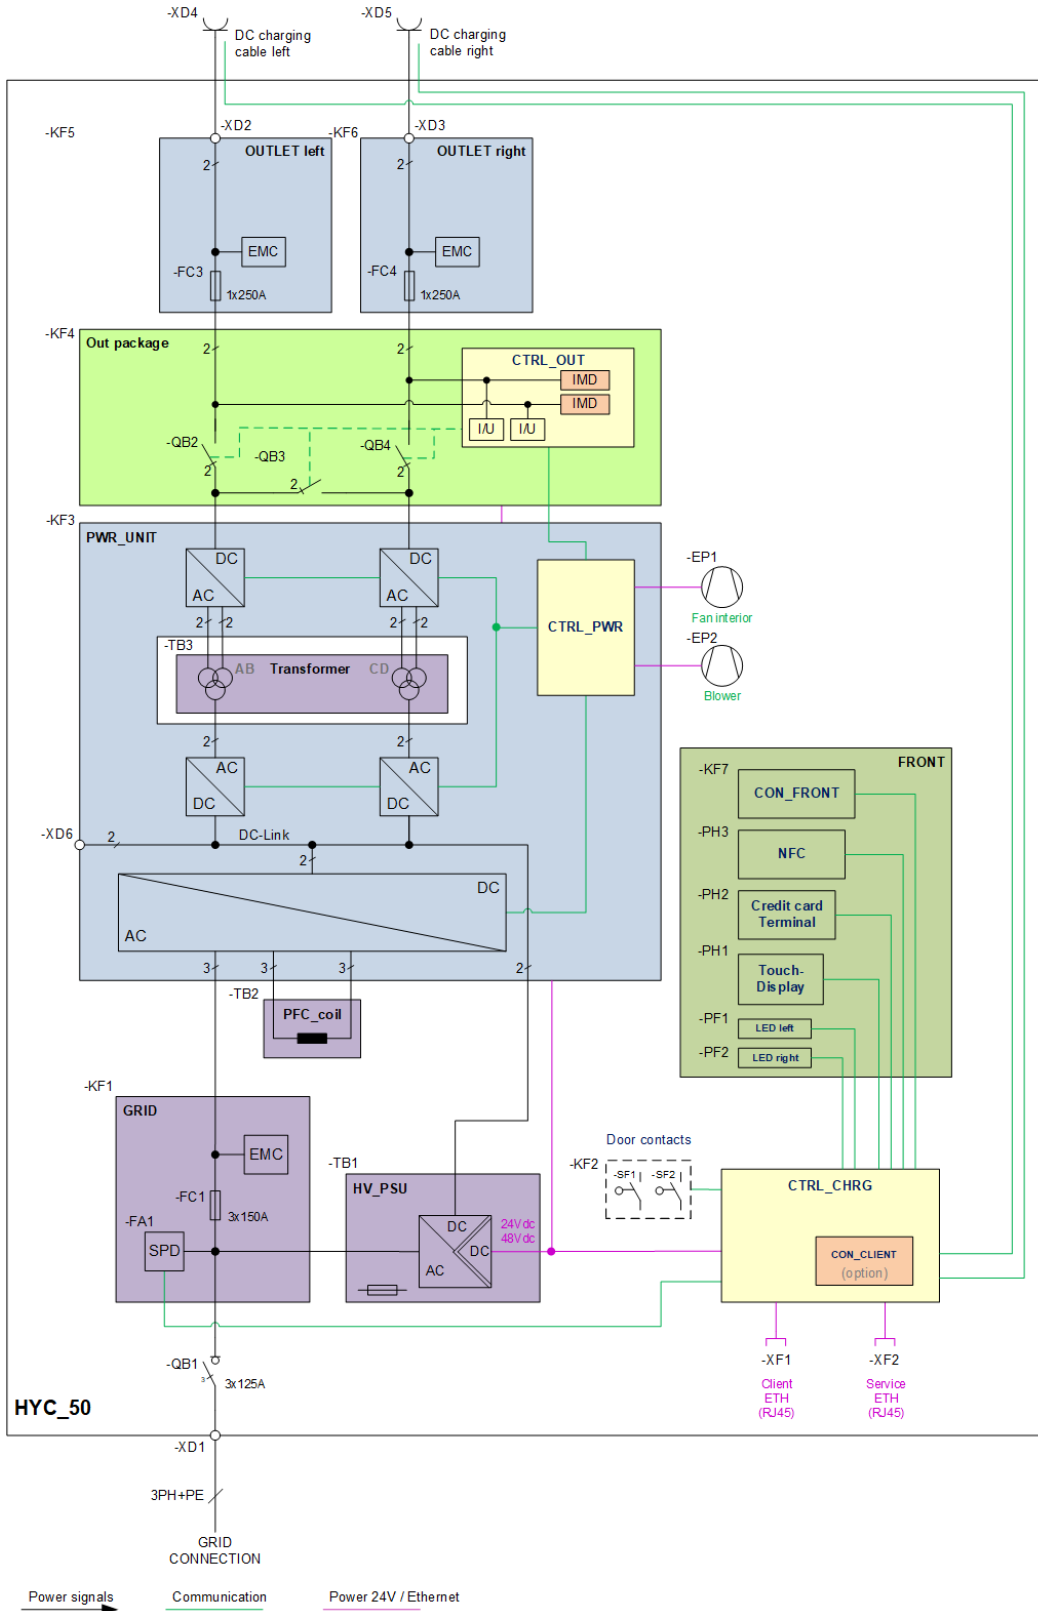 -XD4
DC charging
cable left
-XD5
DC charging
cable right
-KF5
-XD2
OUTLET left
2
EMC
-FC3
1x250A
-KF6
-XD3
OUTLET right
2
EMC
-FC4
1x250A
-KF4
Out package
2
2
CTRL_OUT
IMD
IMD
I/U
I/U
-QB2
2
-QB3
2
-QB4
2
-KF3
PWR_UNIT
DC
AC
DC
AC
2
2
2
2
CTRL_PWR
-EP1
Fan interior
-EP2
Blower
-TB3
AB
Transformer
CD
2
2
AC
DC
AC
DC
-XD6
2
DC-Link
2
DC
AC
3
3
3
2
-TB2
PFC_coil
FRONT
-KF7
CON_FRONT
-PH3
NFC
-PH2
Credit card
Terminal
-PH1
Touch-
Display
-PF1
LED left
-PF2
LED right
-KF1
GRID
EMC
-FC1
3x150A
-FA1
SPD
-TB1
HV_PSU
DC
DC
AC
24Vdc
48Vdc
Door contacts
-KF2
-SF1
-SF2
CTRL_CHRG
CON_CLIENT
(option)
-XF1
Client
ETH
(RJ45)
-XF2
Service
ETH
(RJ45)
-QB1
3
3x125A
HYC_50
-XD1
3PH+PE
GRID
CONNECTION
Power signals
Communication
Power 24V / Ethernet